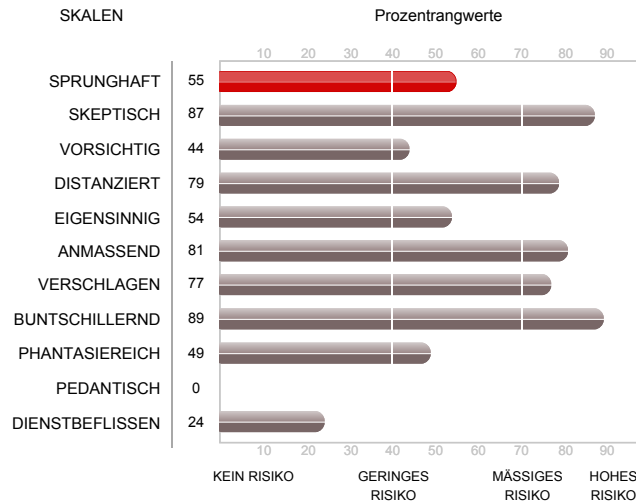 SKALEN Prozentrangwerte
10 20 30 40 50 60 70 80 90
SPRUNGHAFT 55
SKEPTISCH 87
VORSICHTIG 44
DISTANZIERT 79
EIGENSINNIG 54
ANMASSEND 81
VERSCHLAGEN 77
BUNTSCHILLERND 89
PHANTASIEREICH 49
PEDANTISCH 0
DIENSTBEFLISSEN 24
10 20 30 40 50 60 70 80 90
KEIN RISIKO GERINGES MÄSSIGES HOHES
RISIKO RISIKO RISIKO